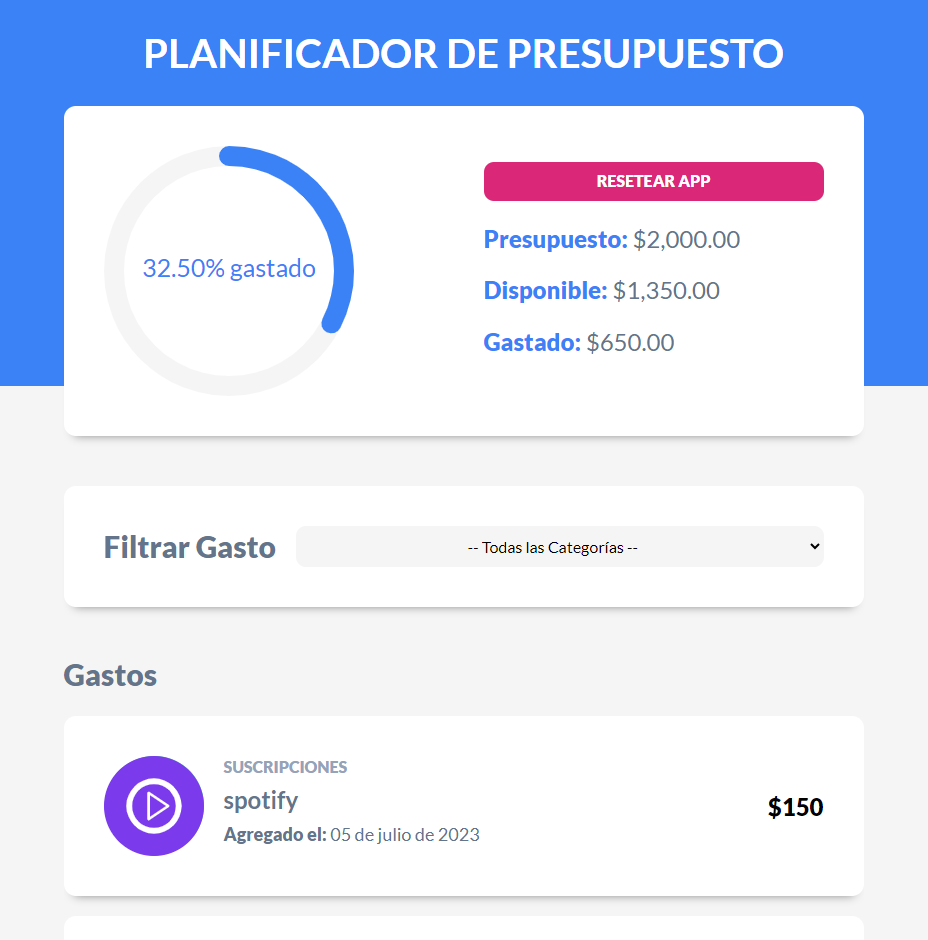 PLANIFICADOR DE PRESUPUESTO
32.50% gastado
RESETEAR APP
Presupuesto: $2,000.00
Disponible: $1,350.00
Gastado: $650.00
Filtrar Gasto
-- Todas las Categorías --
Gastos
SUSCRIPCIONES
spotify
Agregado el: 05 de julio de 2023
$150